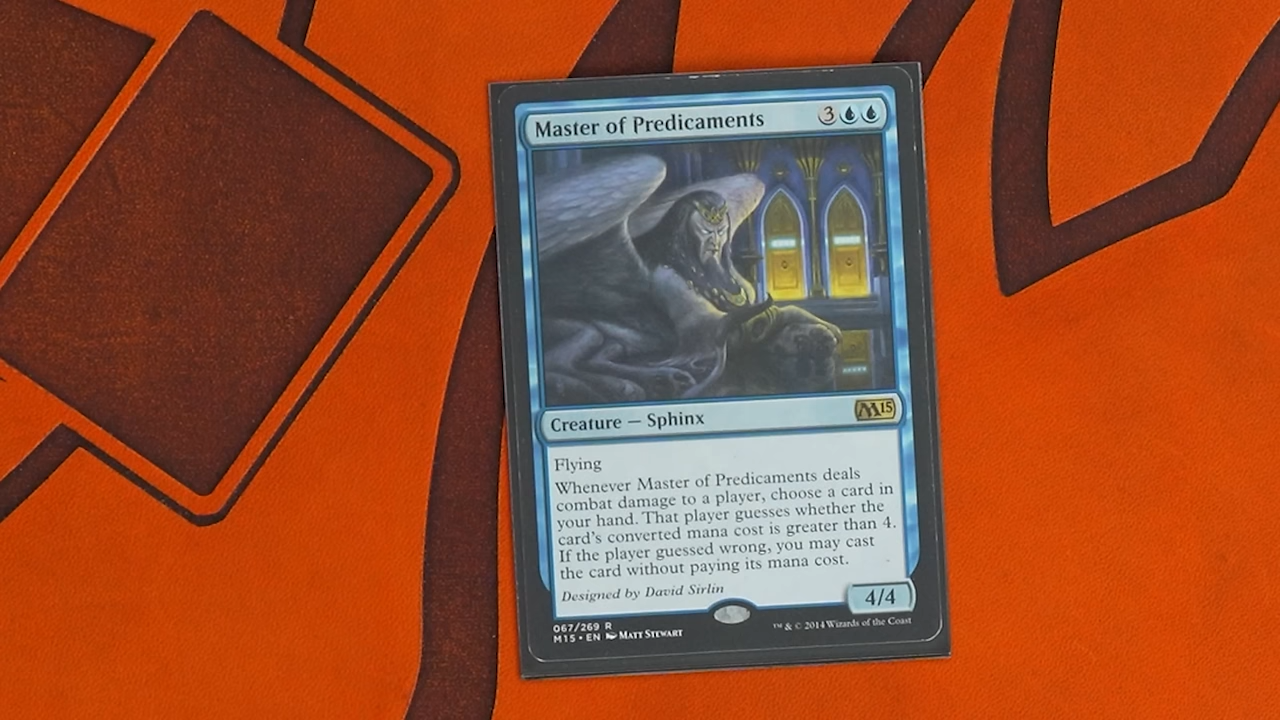 Master of Predicaments 3
Creature — Sphinx M15
Flying
Whenever Master of Predicaments deals
combat damage to a player, choose a card in
your hand. That player guesses whether the
card's converted mana cost is greater than 4.
If the player guessed wrong, you may cast
the card without paying its mana cost.
Designed by David Sirlin
4/4
067/269 R
M15 • EN Matt Stewart
™ & © 2014 Wizards of the Coast